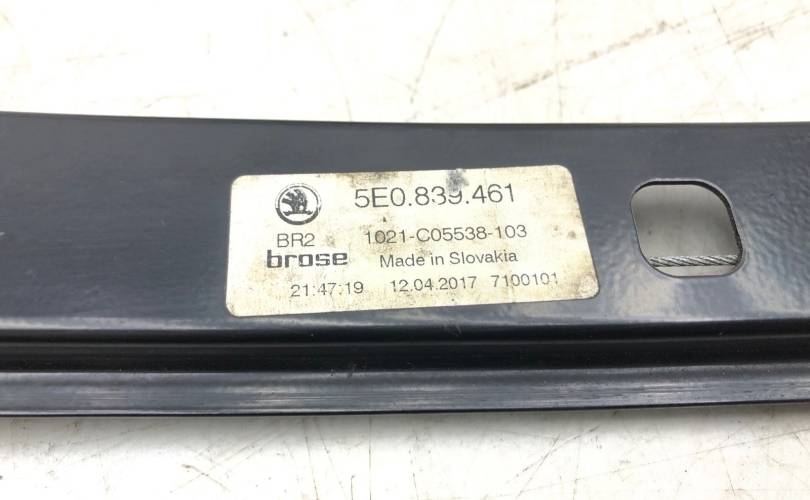 5E0.839.461
BR2 1021-C05538-103
brose Made in Slovakia
21:47:19 12.04.2017 7100101